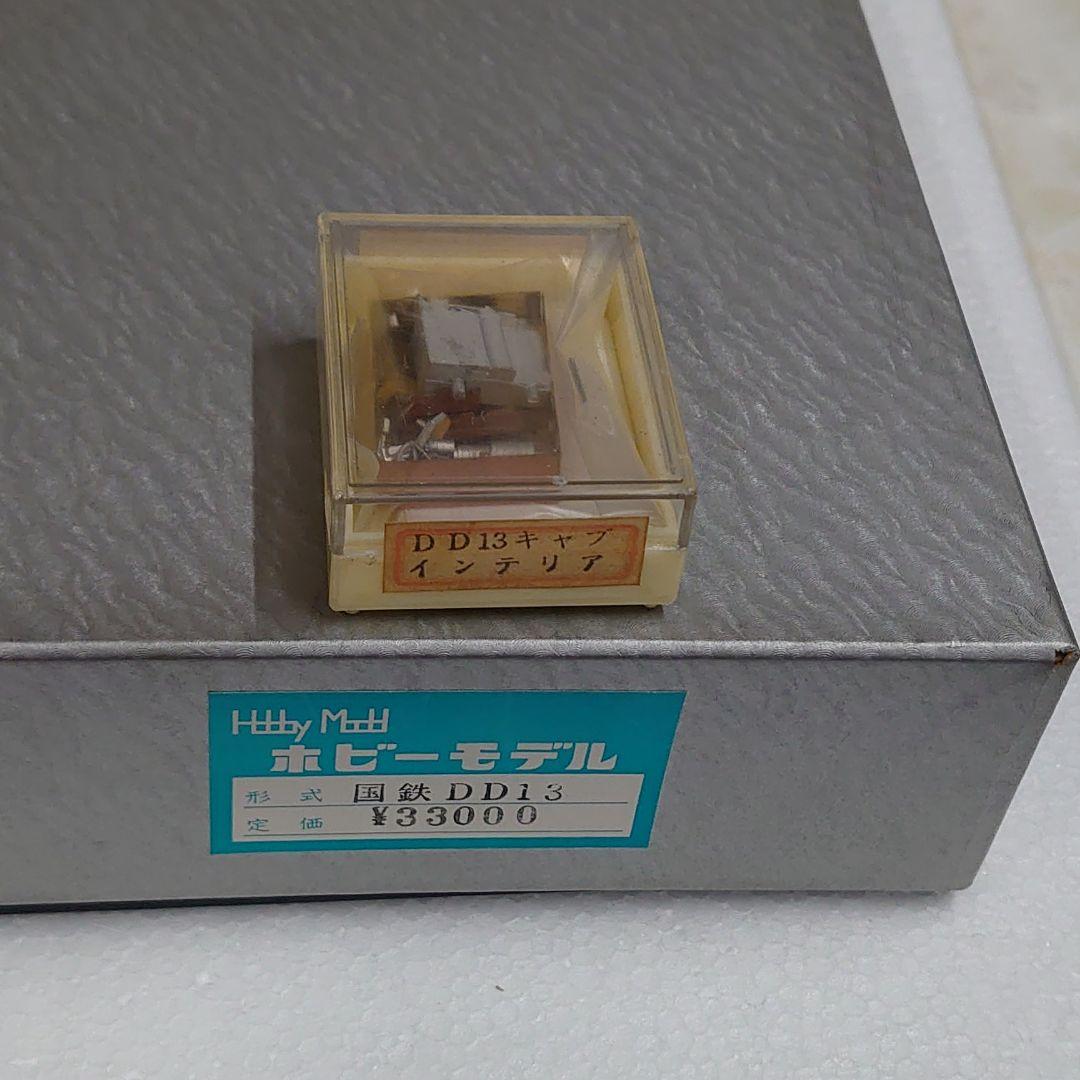 DD13キャブ
インテリア
Hobby Model
ホビーモデル
形式 国鉄DD13
定価 ¥33000